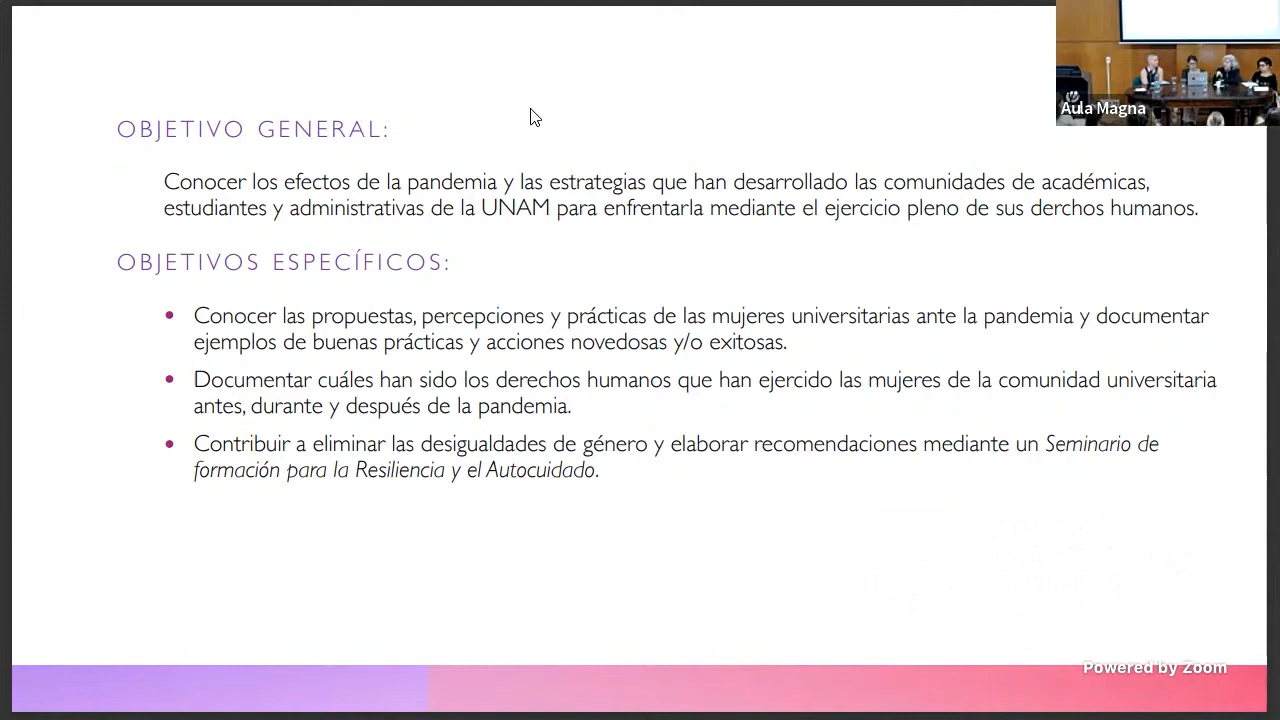 Aula Magna
OBJETIVO GENERAL:
Conocer los efectos de la pandemia y las estrategias que han desarrollado las comunidades de académicas,
estudiantes y administrativas de la UNAM para enfrentarla mediante el ejercicio pleno de sus derchos humanos.
OBJETIVOS ESPECÍFICOS:
• Conocer las propuestas, percepciones y prácticas de las mujeres universitarias ante la pandemia y documentar
ejemplos de buenas prácticas y acciones novedosas y/o exitosas.
• Documentar cuáles han sido los derechos humanos que han ejercido las mujeres de la comunidad universitaria
antes, durante y después de la pandemia.
• Contribuir a eliminar las desigualdades de género y elaborar recomendaciones mediante un Seminario de
formación para la Resiliencia y el Autocuidado.
Powered by Zoom